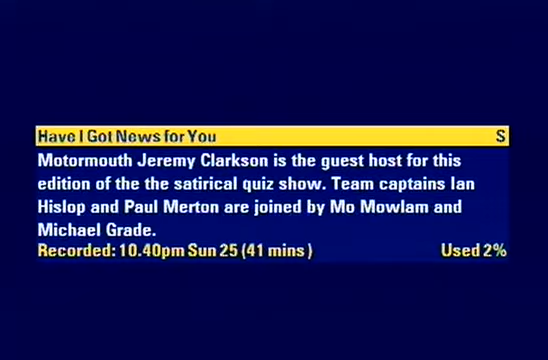 Have I Got News for You S
Motormouth Jeremy Clarkson is the guest host for this
edition of the the satirical quiz show. Team captains Ian
Hislop and Paul Merton are joined by Mo Mowlam and
Michael Grade.
Recorded: 10.40pm Sun 25 (41 mins ) Used 2%